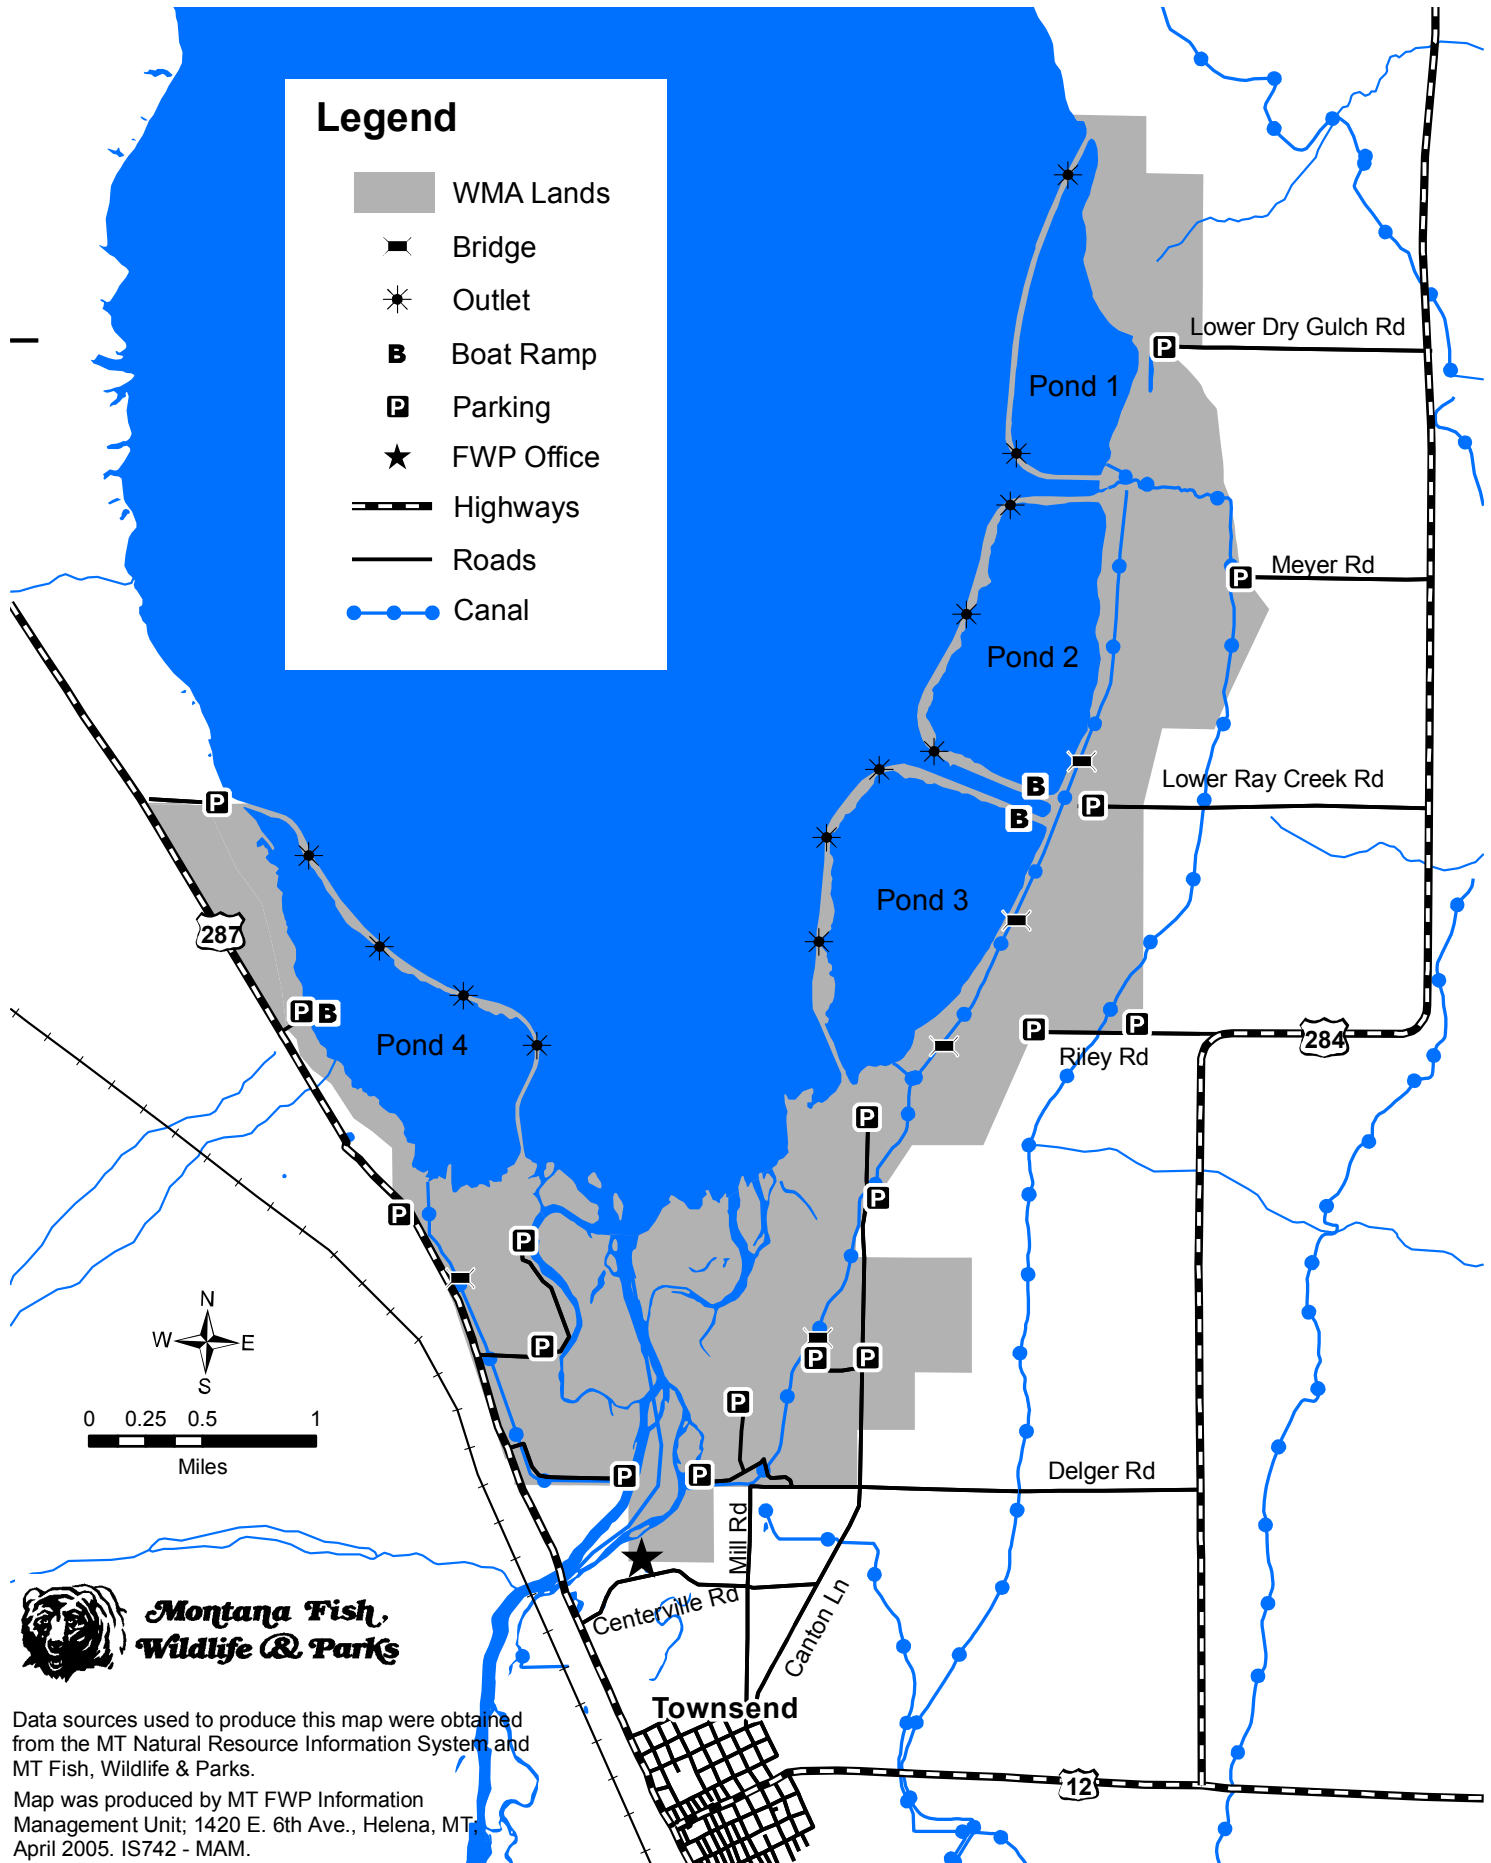 Legend
WMA Lands
Bridge
Outlet
B Boat Ramp
P Parking
FWP Office
Highways
Roads
Canal
Lower Dry Gulch Rd
P
Pond 1
Meyer Rd
P
Pond 2
Lower Ray Creek Rd
B
P
B
P
287
Pond 3
P B
Pond 4
P
P
284
Riley Rd
P
P
P
P
N
W E
S
P
P
P
0 0.25 0.5 1
Miles
P
P
P
Delger Rd
Mill Rd
Centerville Rd
Canton Ln
Montana Fish,
Wildlife & Parks
Townsend
12
Data sources used to produce this map were obtained
from the MT Natural Resource Information System and
MT Fish, Wildlife & Parks.
Map was produced by MT FWP Information
Management Unit; 1420 E. 6th Ave., Helena, MT;
April 2005. IS742 - MAM.